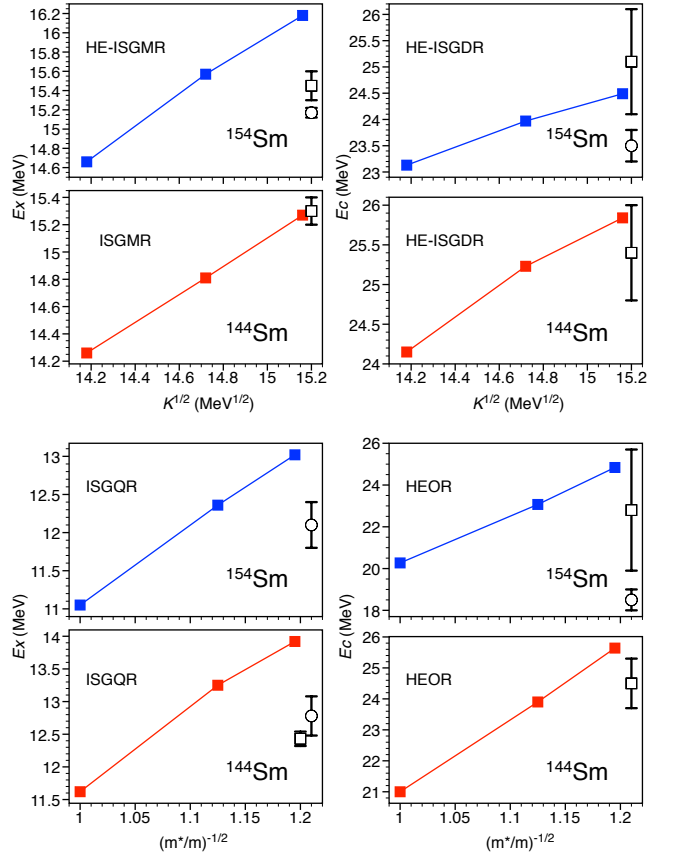 16.2
16
15.8
15.6
15.4
15.2
15
14.8
14.6
HE-ISGMR
¹⁵⁴Sm
26
25.5
25
24.5
24
23.5
23
HE-ISGDR
¹⁵⁴Sm
Ex (MeV)
Ec (MeV)
15.4
15.2
15
14.8
14.6
14.4
14.2
ISGMR
¹⁴⁴Sm
14.2 14.4 14.6 14.8 15 15.2
K¹/² (MeV¹/²)
26
25.5
25
24.5
24
HE-ISGDR
¹⁴⁴Sm
14.2 14.4 14.6 14.8 15 15.2
K¹/² (MeV¹/²)
13
12.5
12
11.5
11
ISGQR
¹⁵⁴Sm
26
24
22
20
18
HEOR
¹⁵⁴Sm
Ex (MeV)
Ec (MeV)
14
13.5
13
12.5
12
11.5
ISGQR
¹⁴⁴Sm
1 1.05 1.1 1.15 1.2
(m*/m)⁻¹/²
26
25
24
23
22
21
HEOR
¹⁴⁴Sm
1 1.05 1.1 1.15 1.2
(m*/m)⁻¹/²